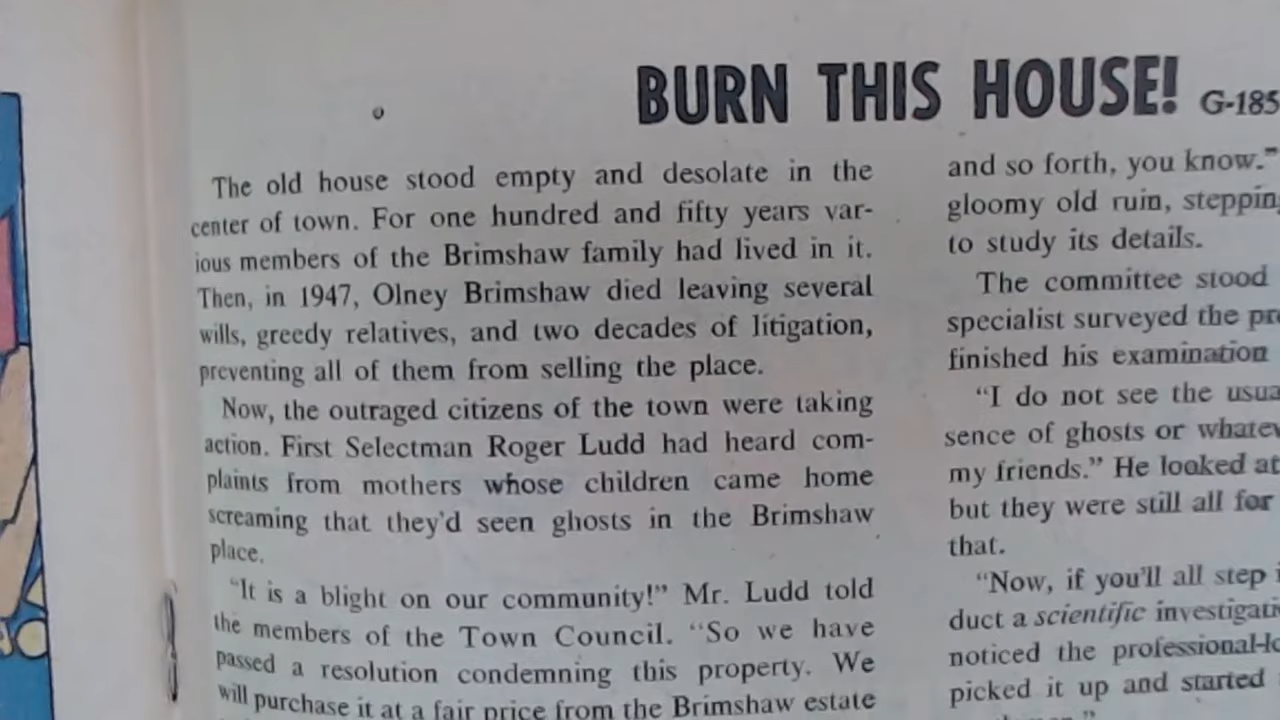 BURN THIS HOUSE! G-185
The old house stood empty and desolate in the
center of town. For one hundred and fifty years var-
ious members of the Brimshaw family had lived in it.
Then, in 1947, Olney Brimshaw died leaving several
wills, greedy relatives, and two decades of litigation,
preventing all of them from selling the place.
Now, the outraged citizens of the town were taking
action. First Selectman Roger Ludd had heard com-
plaints from mothers whose children came home
screaming that they'd seen ghosts in the Brimshaw
place.
"It is a blight on our community!" Mr. Ludd told
the members of the Town Council. "So we have
passed a resolution condemning this property. We
will purchase it at a fair price from the Brimshaw estate
and so forth, you know."
gloomy old ruin,
to study its details.
The committee stood
specialist surveyed the
finished his examination
"I do not see the
sence of ghosts or
my friends." He looked at
but they were still all for
that.
"Now, if you'll all step
duct a scientific
noticed the
picked it up and started